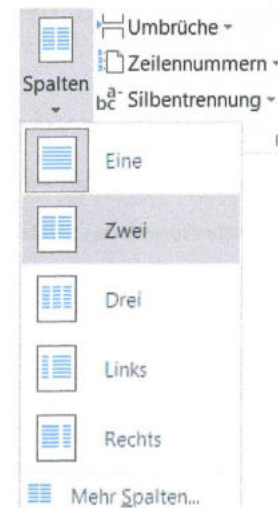 Umbrüche
Zeilennummern
Silbentrennung
Spalten
Eine
Zwei
Drei
Links
Rechts
Mehr Spalten...